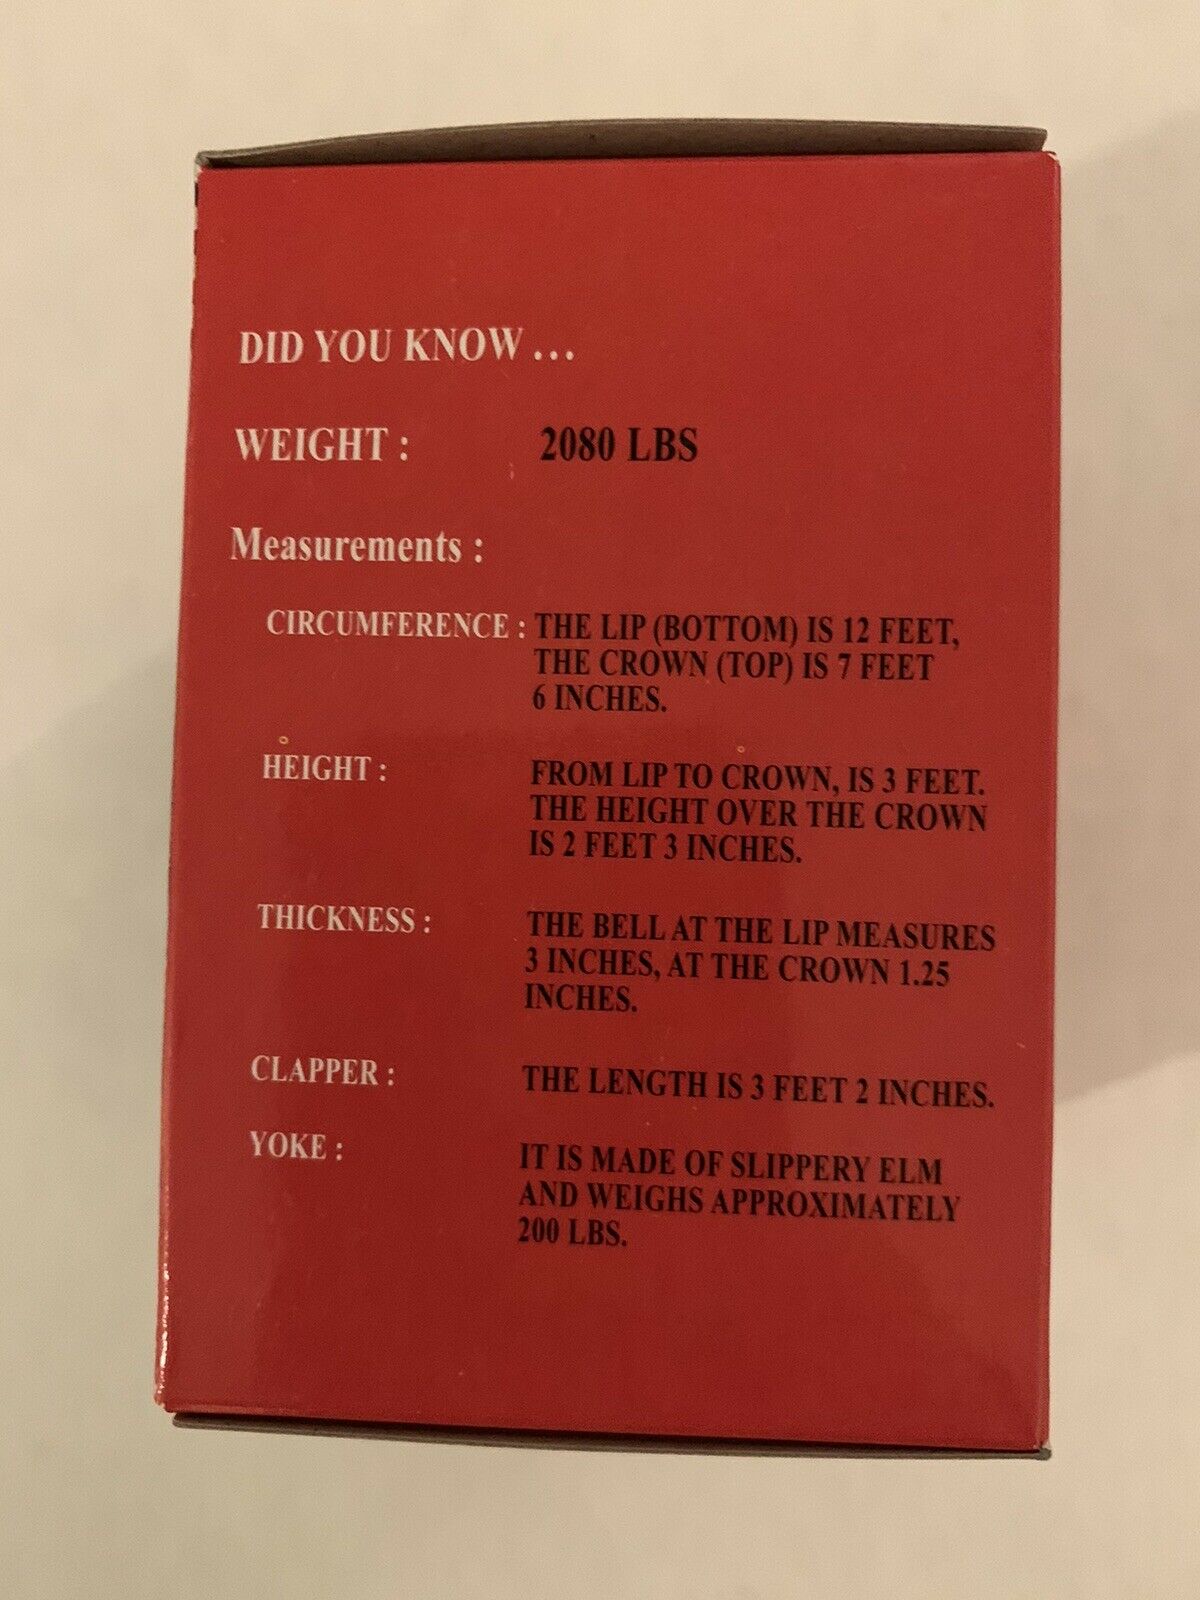 DID YOU KNOW ...
WEIGHT : 2080 LBS
Measurements :
CIRCUMFERENCE : THE LIP (BOTTOM) IS 12 FEET,
THE CROWN (TOP) IS 7 FEET
6 INCHES.
HEIGHT : FROM LIP TO CROWN, IS 3 FEET.
THE HEIGHT OVER THE CROWN
IS 2 FEET 3 INCHES.
THICKNESS : THE BELL AT THE LIP MEASURES
3 INCHES, AT THE CROWN 1.25
INCHES.
CLAPPER : THE LENGTH IS 3 FEET 2 INCHES.
YOKE : IT IS MADE OF SLIPPERY ELM
AND WEIGHS APPROXIMATELY
200 LBS.